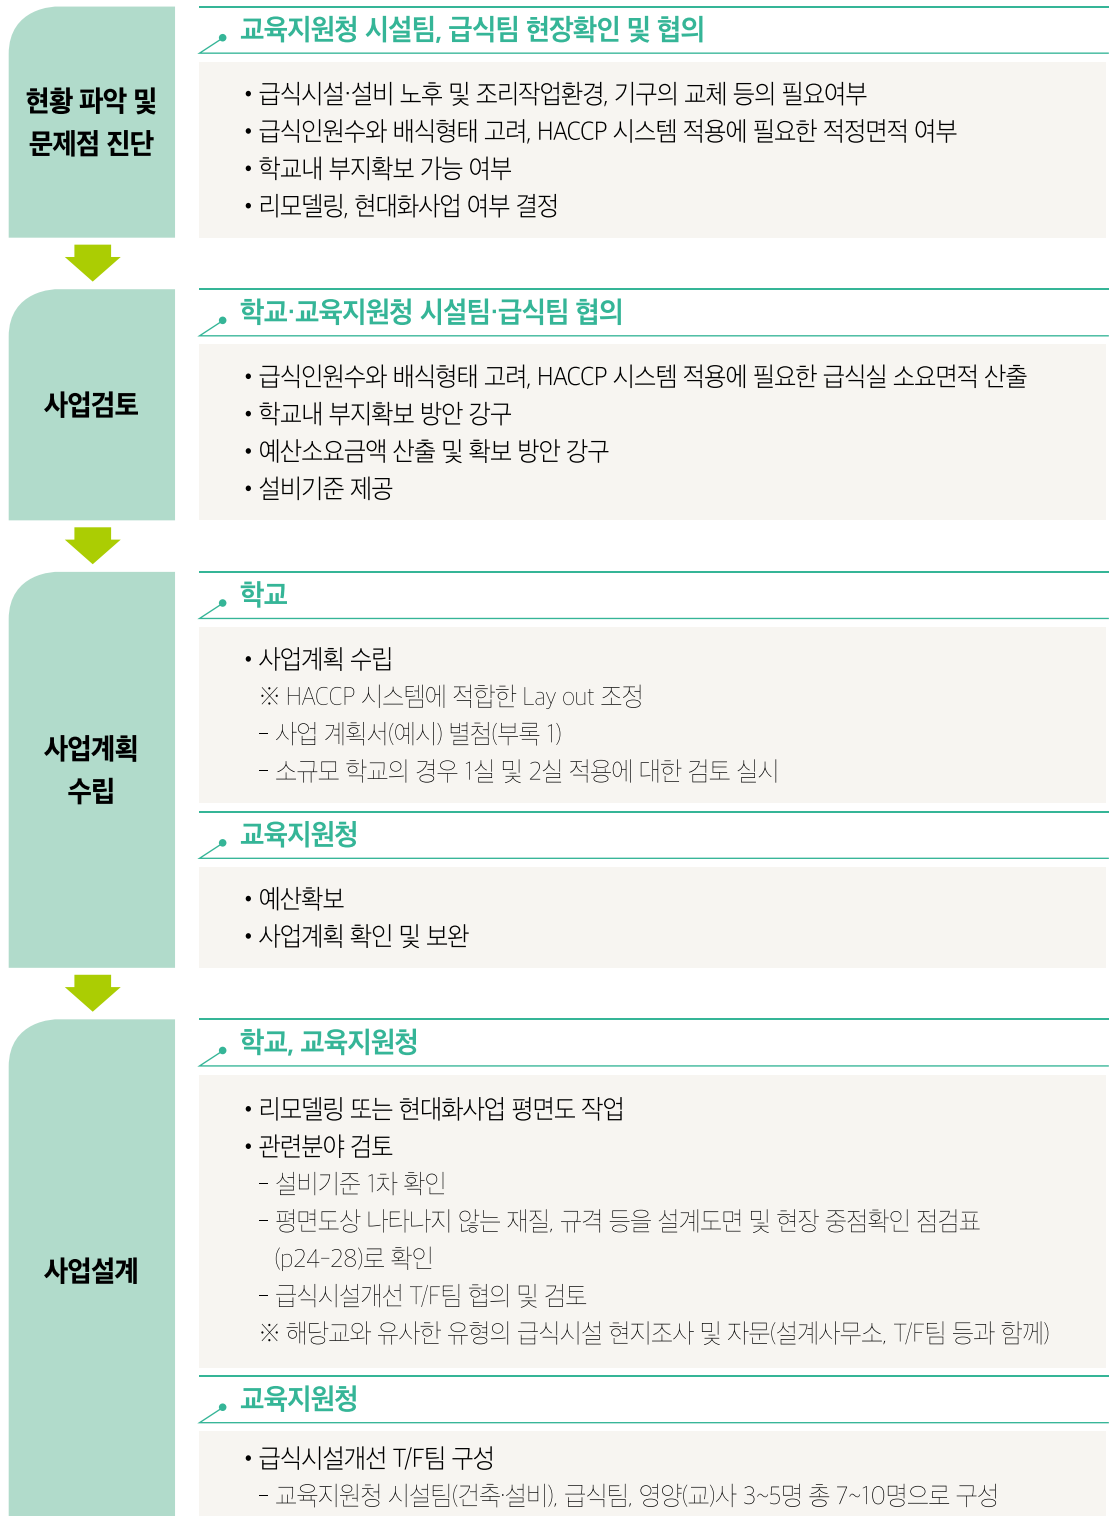 현황 파악 및
문제점 진단
교육지원청 시설팀, 급식팀 현장확인 및 협의
• 급식시설·설비 노후 및 조리작업환경, 기구의 교체 등의 필요여부
• 급식인원수와 배식형태 고려, HACCP 시스템 적용에 필요한 적정면적 여부
• 학교내 부지확보 가능 여부
• 리모델링, 현대화사업 여부 결정
사업검토
학교·교육지원청 시설팀·급식팀 협의
• 급식인원수와 배식형태 고려, HACCP 시스템 적용에 필요한 급식실 소요면적 산출
• 학교내 부지확보 방안 강구
• 예산소요금액 산출 및 확보 방안 강구
• 설비기준 제공
사업계획
수립
학교
• 사업계획 수립
※ HACCP 시스템에 적합한 Lay out 조정
- 사업 계획서(예시) 별첨(부록 1)
- 소규모 학교의 경우 1실 및 2실 적용에 대한 검토 실시
교육지원청
• 예산확보
• 사업계획 확인 및 보완
사업설계
학교, 교육지원청
• 리모델링 또는 현대화사업 평면도 작업
• 관련분야 검토
- 설비기준 1차 확인
- 평면도상 나타나지 않는 재질, 규격 등을 설계도면 및 현장 중점확인 점검표
(p24-28)로 확인
- 급식시설개선 T/F팀 협의 및 검토
※ 해당교와 유사한 유형의 급식시설 현지조사 및 자문(설계사무소, T/F팀 등과 함께)
교육지원청
• 급식시설개선 T/F팀 구성
- 교육지원청 시설팀(건축·설비), 급식팀, 영양(교)사 3~5명 총 7~10명으로 구성